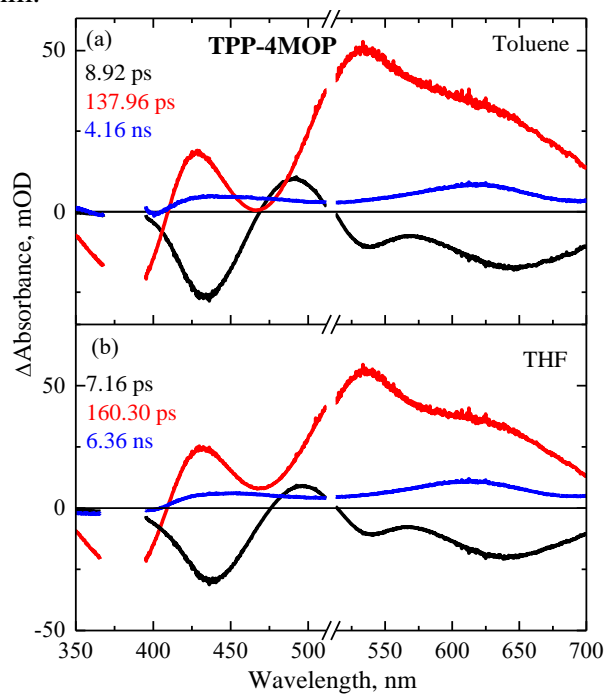 nm.
(a)
TPP-4MOP
Toluene
8.92 ps
137.96 ps
4.16 ns
50
0
(b)
THF
7.16 ps
160.30 ps
6.36 ns
50
0
-50
350 400 450 500 550 600 650 700
Wavelength, nm
ΔAbsorbance, mOD